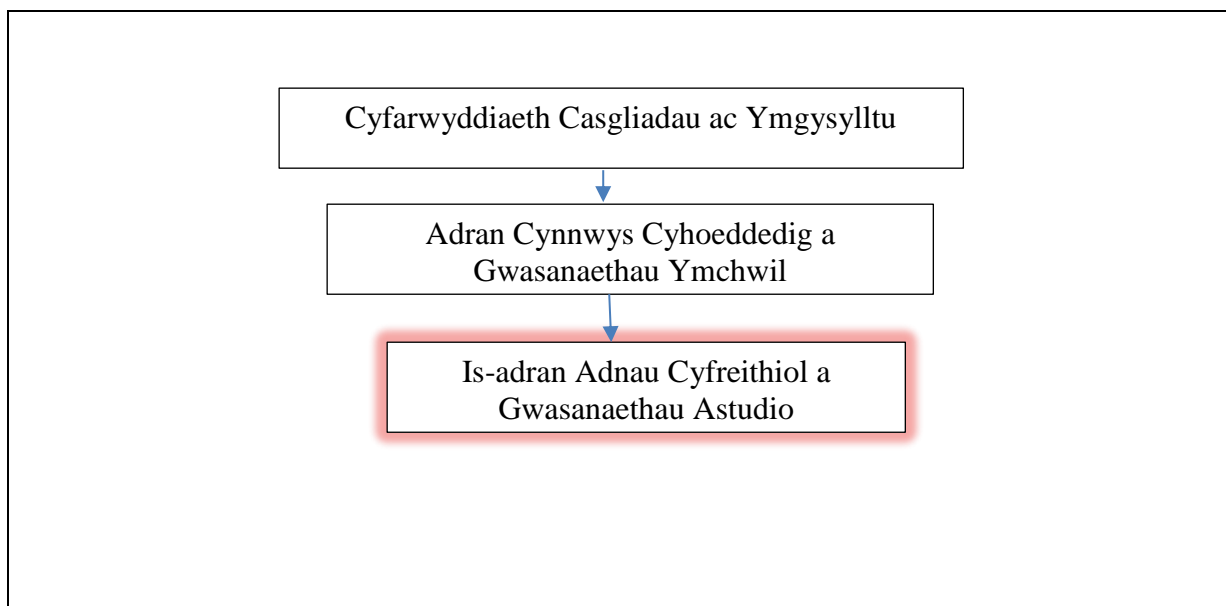 Cyfarwyddiaeth Casgliadau ac Ymgysylltu
Adran Cynnwys Cyhoeddedig a
Gwasanaethau Ymchwil
Is-adran Adnau Cyfreithiol a
Gwasanaethau Astudio